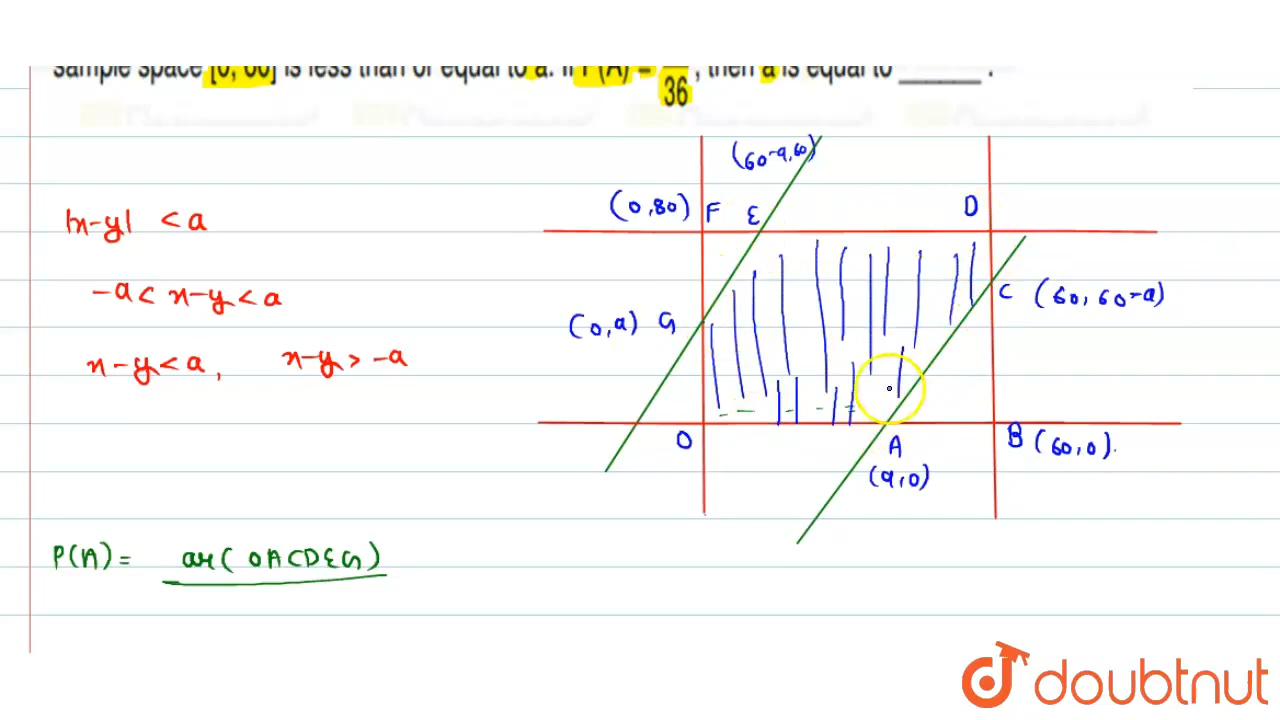 sample space [0, 60] is less than or equal to a. If P(A) = , then a is equal to ______ .
36
(60-a,60)
(0,80) F E D
|x-y| < a
-a < x-y < a
C (60, 60-a)
(0,a) G
x-y < a, x-y > -a
O A B (60,0).
(a,0)
P(A) = ar( OACDEG)
doubtnut